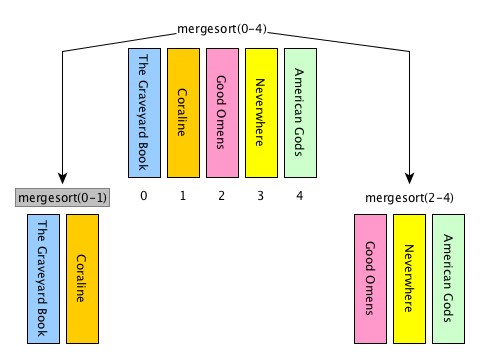 mergesort(0-4)
The Graveyard Book
Coraline
Good Omens
Neverwhere
American Gods
0 1 2 3 4
mergesort(0-1)
The Graveyard Book
Coraline
mergesort(2-4)
Good Omens
Neverwhere
American Gods